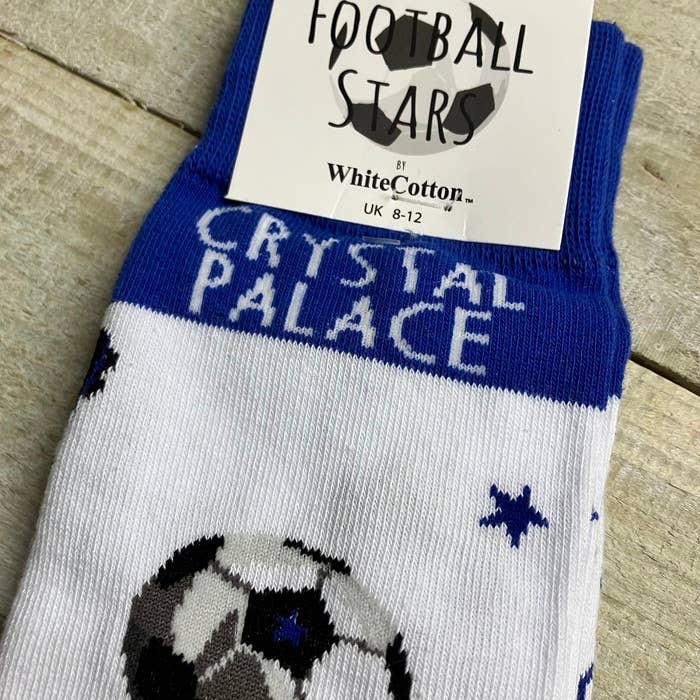 FOOTBALL
STARS
BY
WhiteCotton™
UK 8-12
CRYSTAL
PALACE